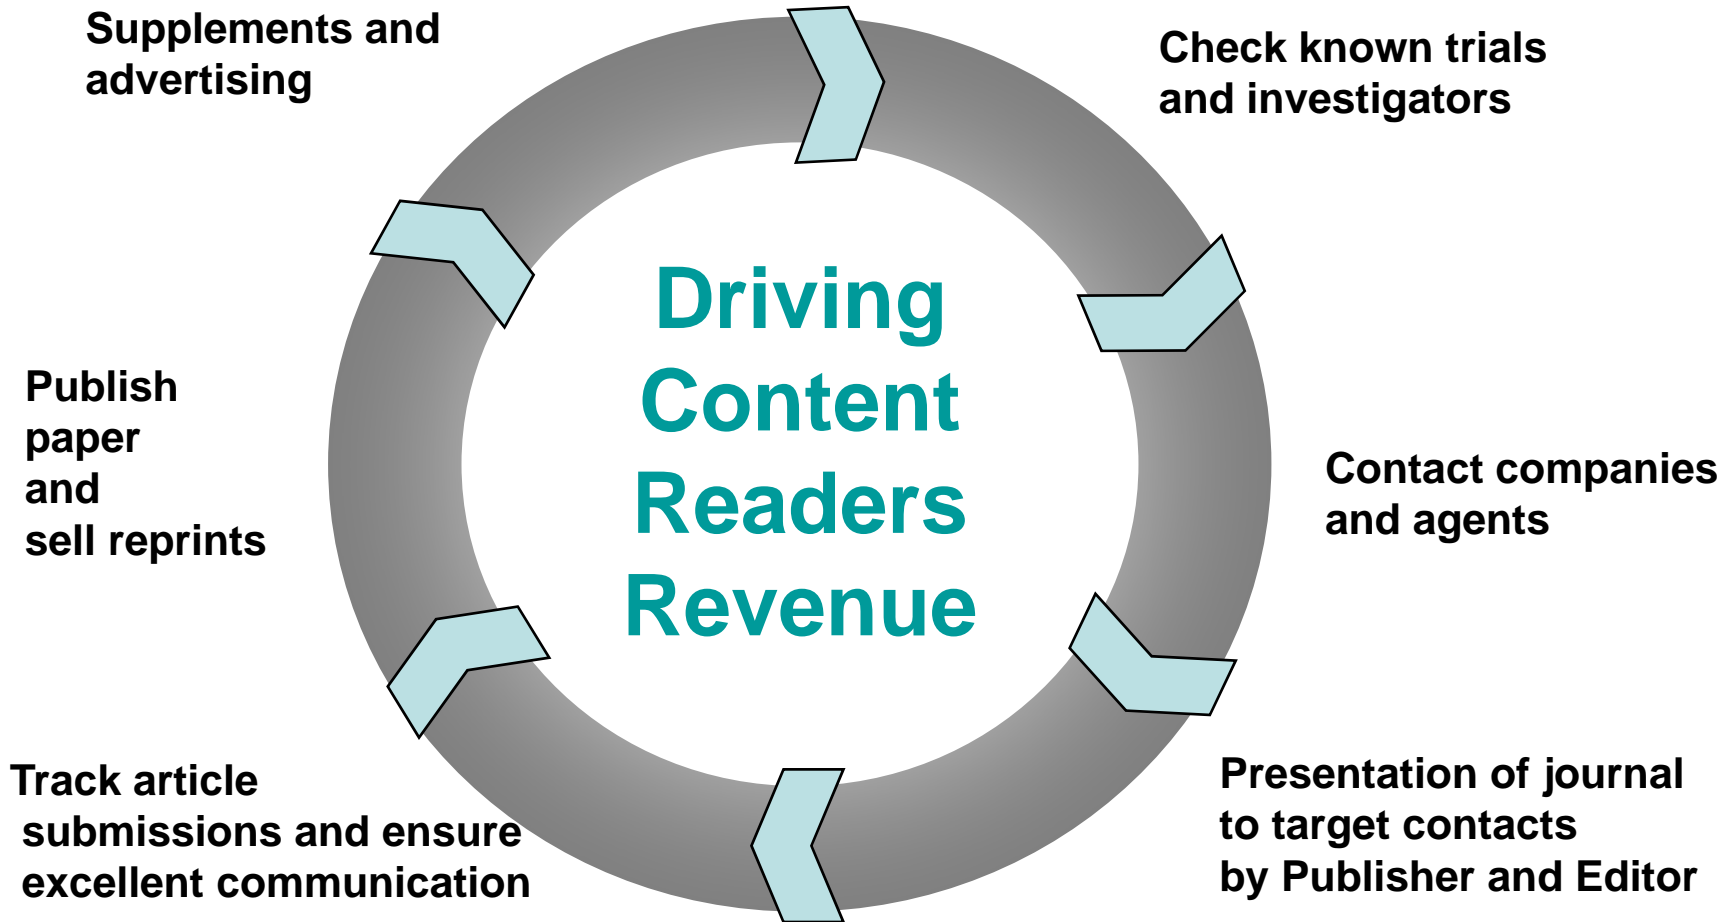 Supplements and
advertising
Check known trials
and investigators
Driving
Content
Readers
Revenue
Publish
paper
and
sell reprints
Contact companies
and agents
Track article
submissions and ensure
excellent communication
Presentation of journal
to target contacts
by Publisher and Editor